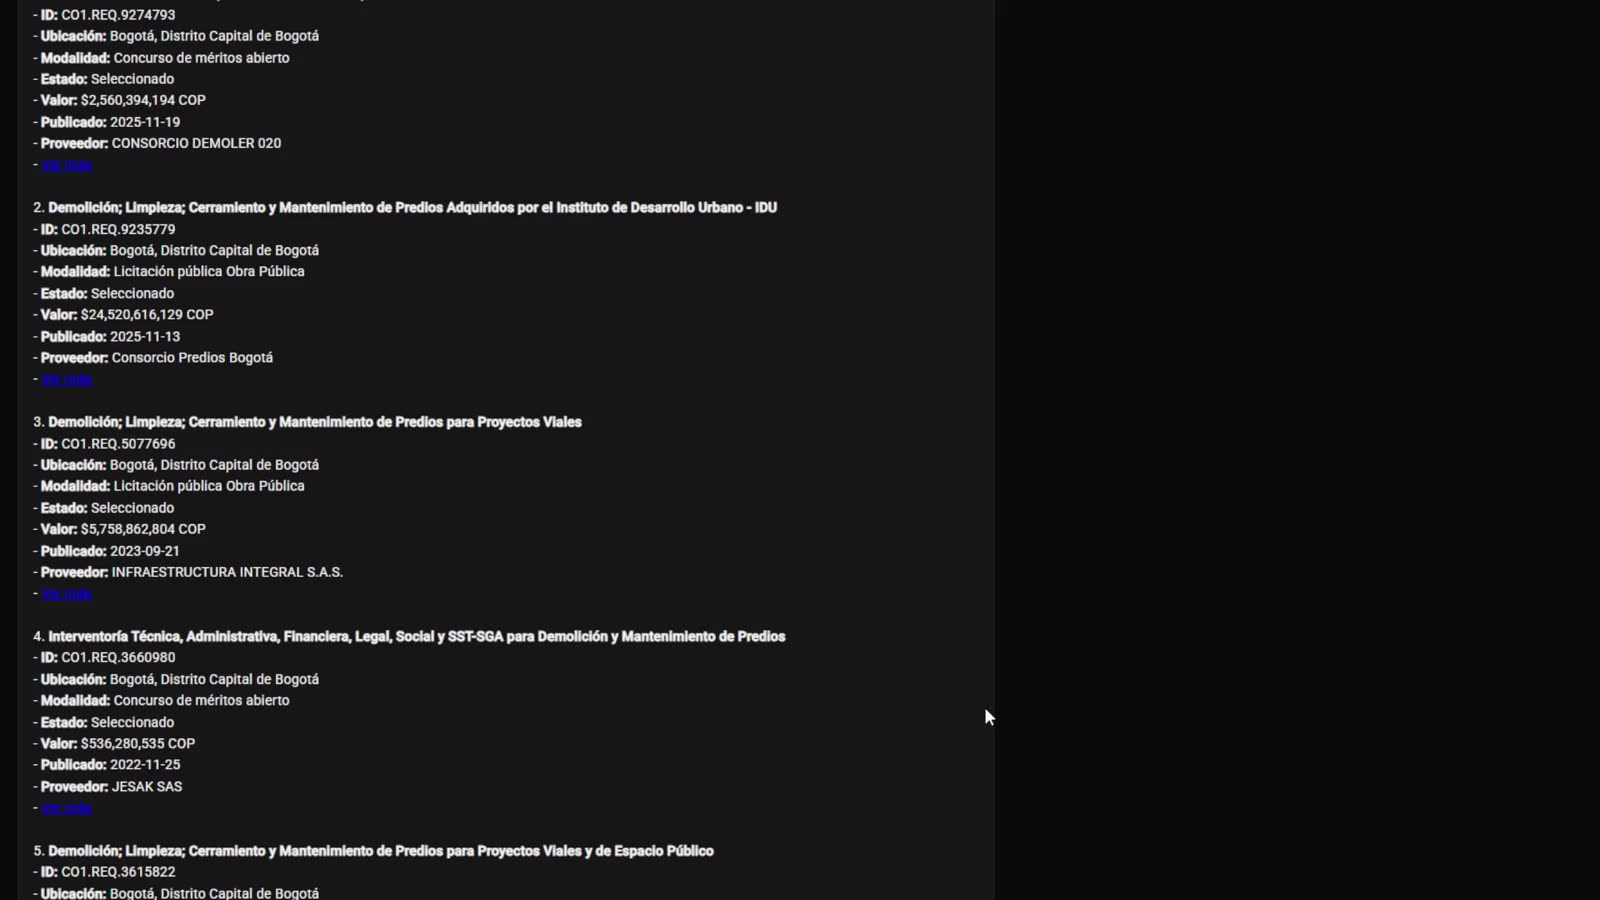 - ID: CO1.REQ.9274793
- Ubicación: Bogotá, Distrito Capital de Bogotá
- Modalidad: Concurso de méritos abierto
- Estado: Seleccionado
- Valor: $2,560,394,194 COP
- Publicado: 2025-11-19
- Proveedor: CONSORCIO DEMOLER 020
- Ver más
2. Demolición; Limpieza; Cerramiento y Mantenimiento de Predios Adquiridos por el Instituto de Desarrollo Urbano - IDU
- ID: CO1.REQ.9235779
- Ubicación: Bogotá, Distrito Capital de Bogotá
- Modalidad: Licitación pública Obra Pública
- Estado: Seleccionado
- Valor: $24,520,616,129 COP
- Publicado: 2025-11-13
- Proveedor: Consorcio Predios Bogotá
- Ver más
3. Demolición; Limpieza; Cerramiento y Mantenimiento de Predios para Proyectos Viales
- ID: CO1.REQ.5077696
- Ubicación: Bogotá, Distrito Capital de Bogotá
- Modalidad: Licitación pública Obra Pública
- Estado: Seleccionado
- Valor: $5,758,862,804 COP
- Publicado: 2023-09-21
- Proveedor: INFRAESTRUCTURA INTEGRAL S.A.S.
- Ver más
4. Interventoría Técnica, Administrativa, Financiera, Legal, Social y SST-SGA para Demolición y Mantenimiento de Predios
- ID: CO1.REQ.3660980
- Ubicación: Bogotá, Distrito Capital de Bogotá
- Modalidad: Concurso de méritos abierto
- Estado: Seleccionado
- Valor: $536,280,535 COP
- Publicado: 2022-11-25
- Proveedor: JESAK SAS
- Ver más
5. Demolición; Limpieza; Cerramiento y Mantenimiento de Predios para Proyectos Viales y de Espacio Público
- ID: CO1.REQ.3615822
- Ubicación: Bogotá, Distrito Capital de Bogotá